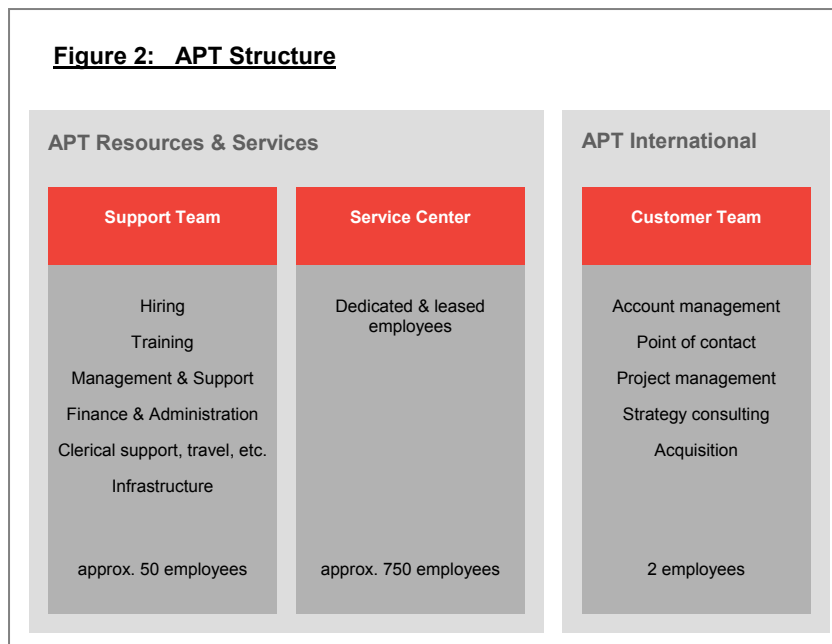 Figure 2: APT Structure
APT Resources & Services
Support Team
Hiring
Training
Management & Support
Finance & Administration
Clerical support, travel, etc.
Infrastructure
approx. 50 employees
Service Center
Dedicated & leased
employees
approx. 750 employees
APT International
Customer Team
Account management
Point of contact
Project management
Strategy consulting
Acquisition
2 employees